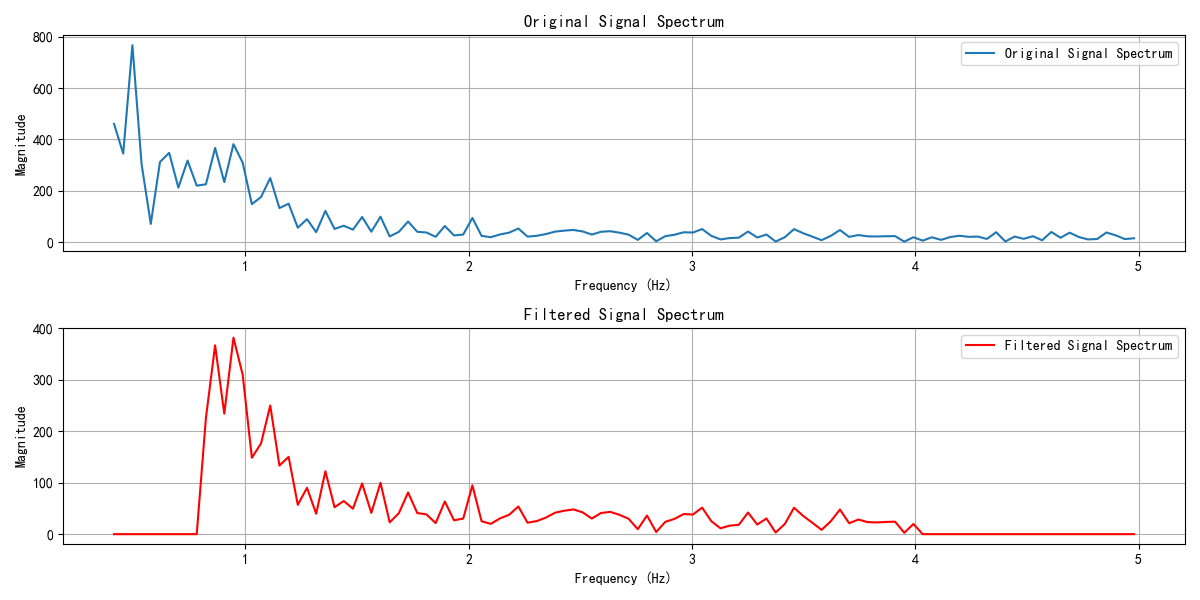 Original Signal Spectrum
800
600
400
200
0
Magnitude
Original Signal Spectrum
1 2 3 4 5
Frequency (Hz)
Filtered Signal Spectrum
400
300
200
100
0
Magnitude
Filtered Signal Spectrum
1 2 3 4 5
Frequency (Hz)